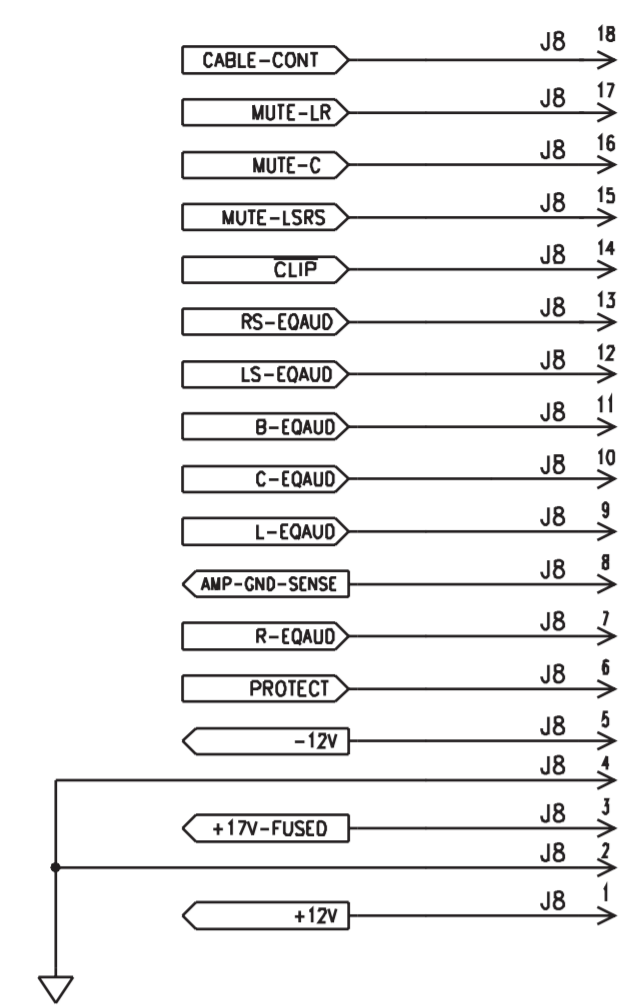 CABLE-CONT J8 18
MUTE-LR J8 17
MUTE-C J8 16
MUTE-LSRS J8 15
CLIP J8 14
RS-EQAUD J8 13
LS-EQAUD J8 12
B-EQAUD J8 11
C-EQAUD J8 10
L-EQAUD J8 9
AMP-GND-SENSE J8 8
R-EQAUD J8 7
PROTECT J8 6
-12V J8 5
J8 4
+17V-FUSED J8 3
J8 2
+12V J8 1